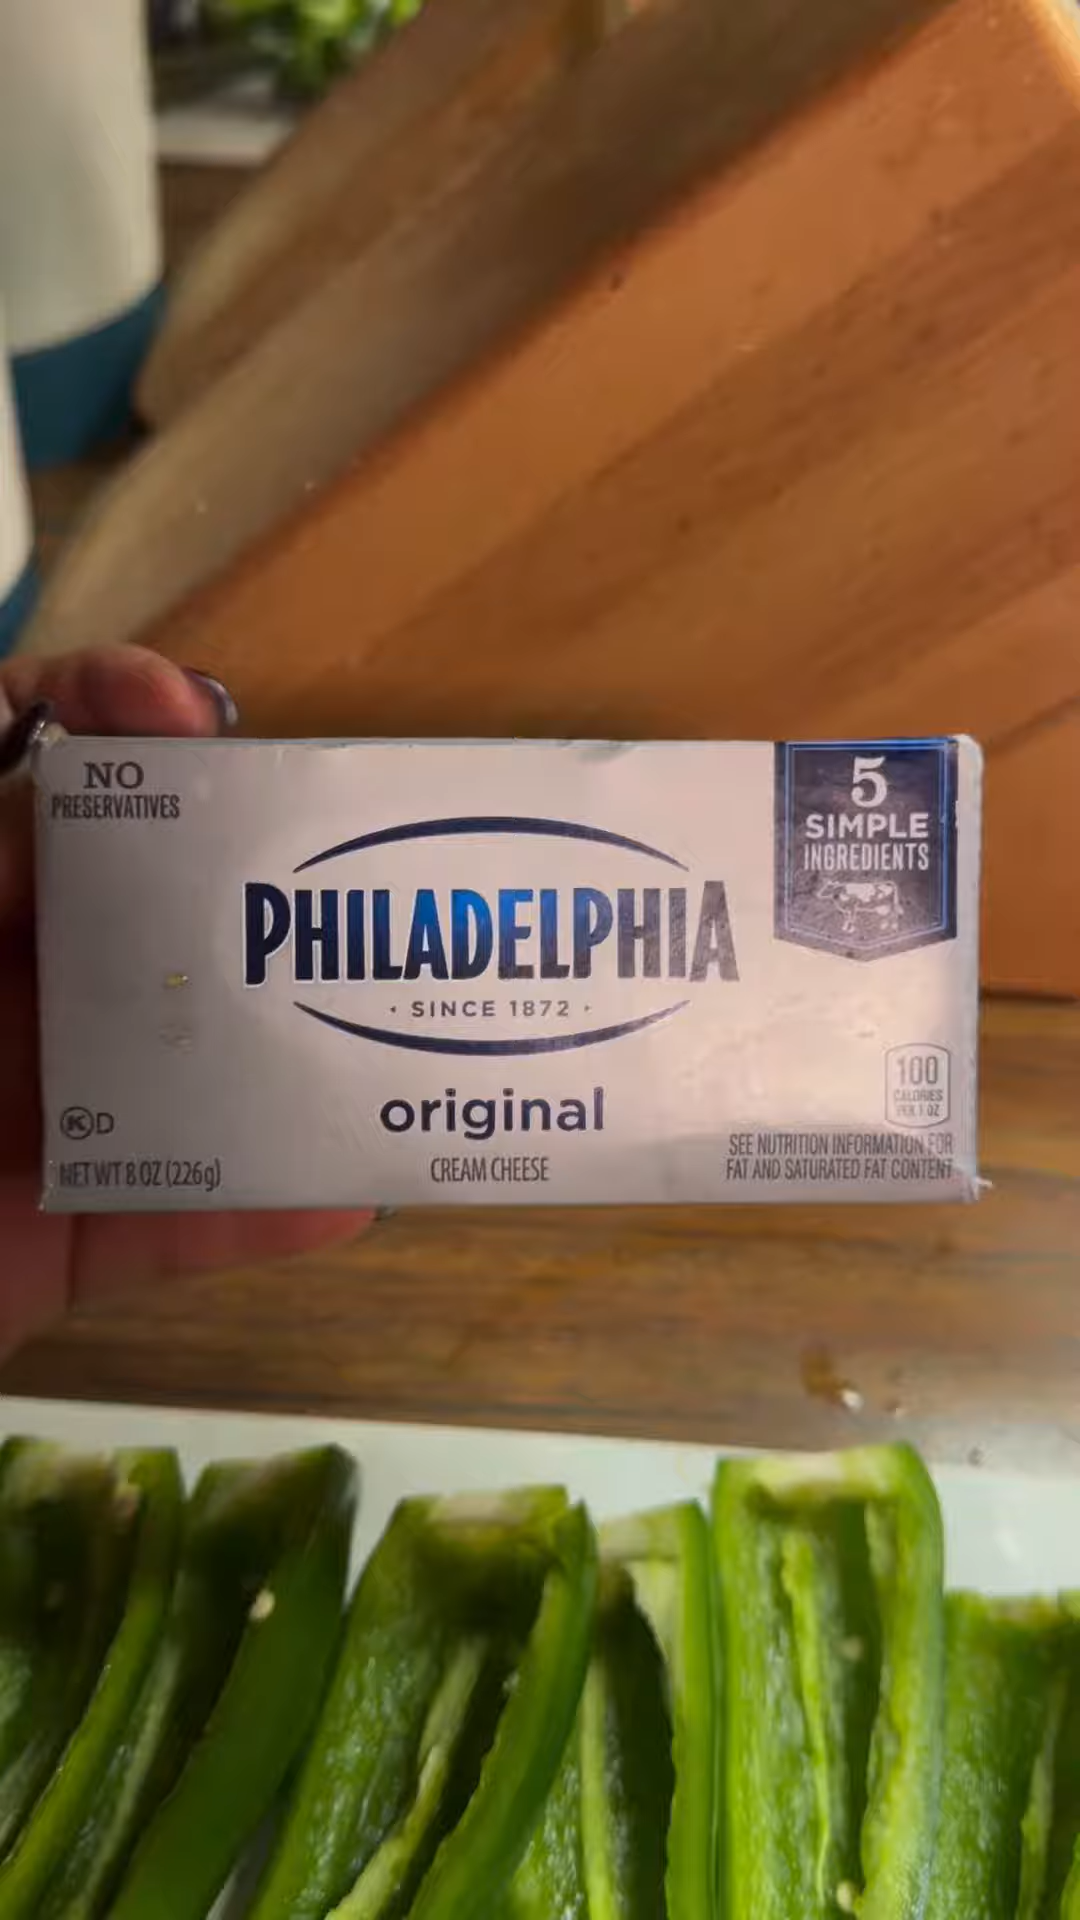 NO
PRESERVATIVES
5
SIMPLE
INGREDIENTS
PHILADELPHIA
• SINCE 1872 •
original
CREAM CHEESE
100
CALORIES
PER 1 OZ
K D
NET WT 8 OZ (226g)
SEE NUTRITION INFORMATION FOR
FAT AND SATURATED FAT CONTENT